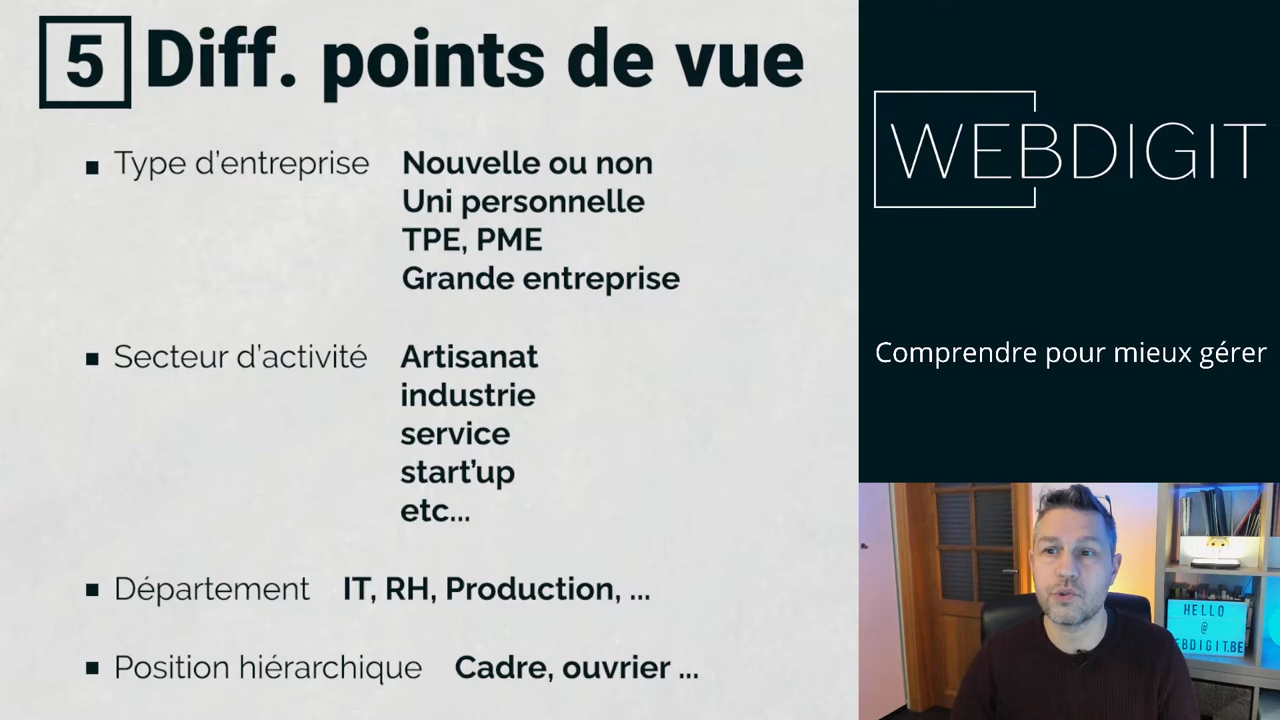 5 Diff. points de vue
▪ Type d'entreprise Nouvelle ou non
Uni personnelle
TPE, PME
Grande entreprise
▪ Secteur d'activité Artisanat
industrie
service
start'up
etc...
▪ Département IT, RH, Production, ...
▪ Position hiérarchique Cadre, ouvrier ...
WEBDIGIT
Comprendre pour mieux gérer
HELLO
@
EBDIGIT.BE